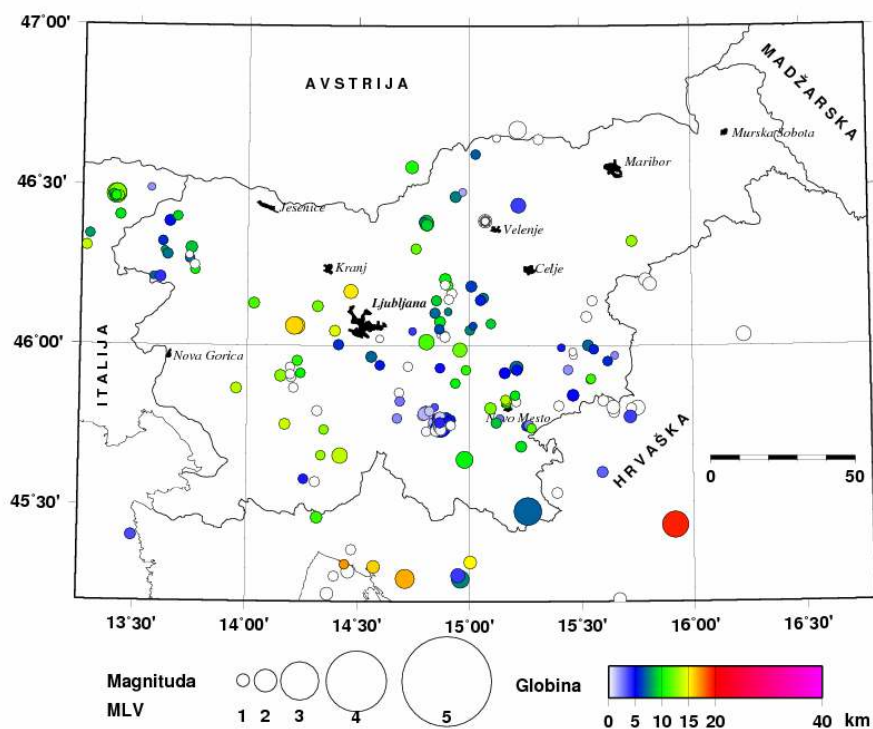 47°00'
AVSTRIJA
MADŽARSKA
Murska Sobota
Maribor
46°30'
Jesenice
Velenje
Kranj
Celje
Ljubljana
46°00'
Nova Gorica
ITALIJA
Novo Mesto
HRVAŠKA
0 50
45°30'
13°30' 14°00' 14°30' 15°00' 15°30' 16°00' 16°30'
Magnituda
MLV
1 2 3 4 5
Globina
0 5 10 15 20 40 km